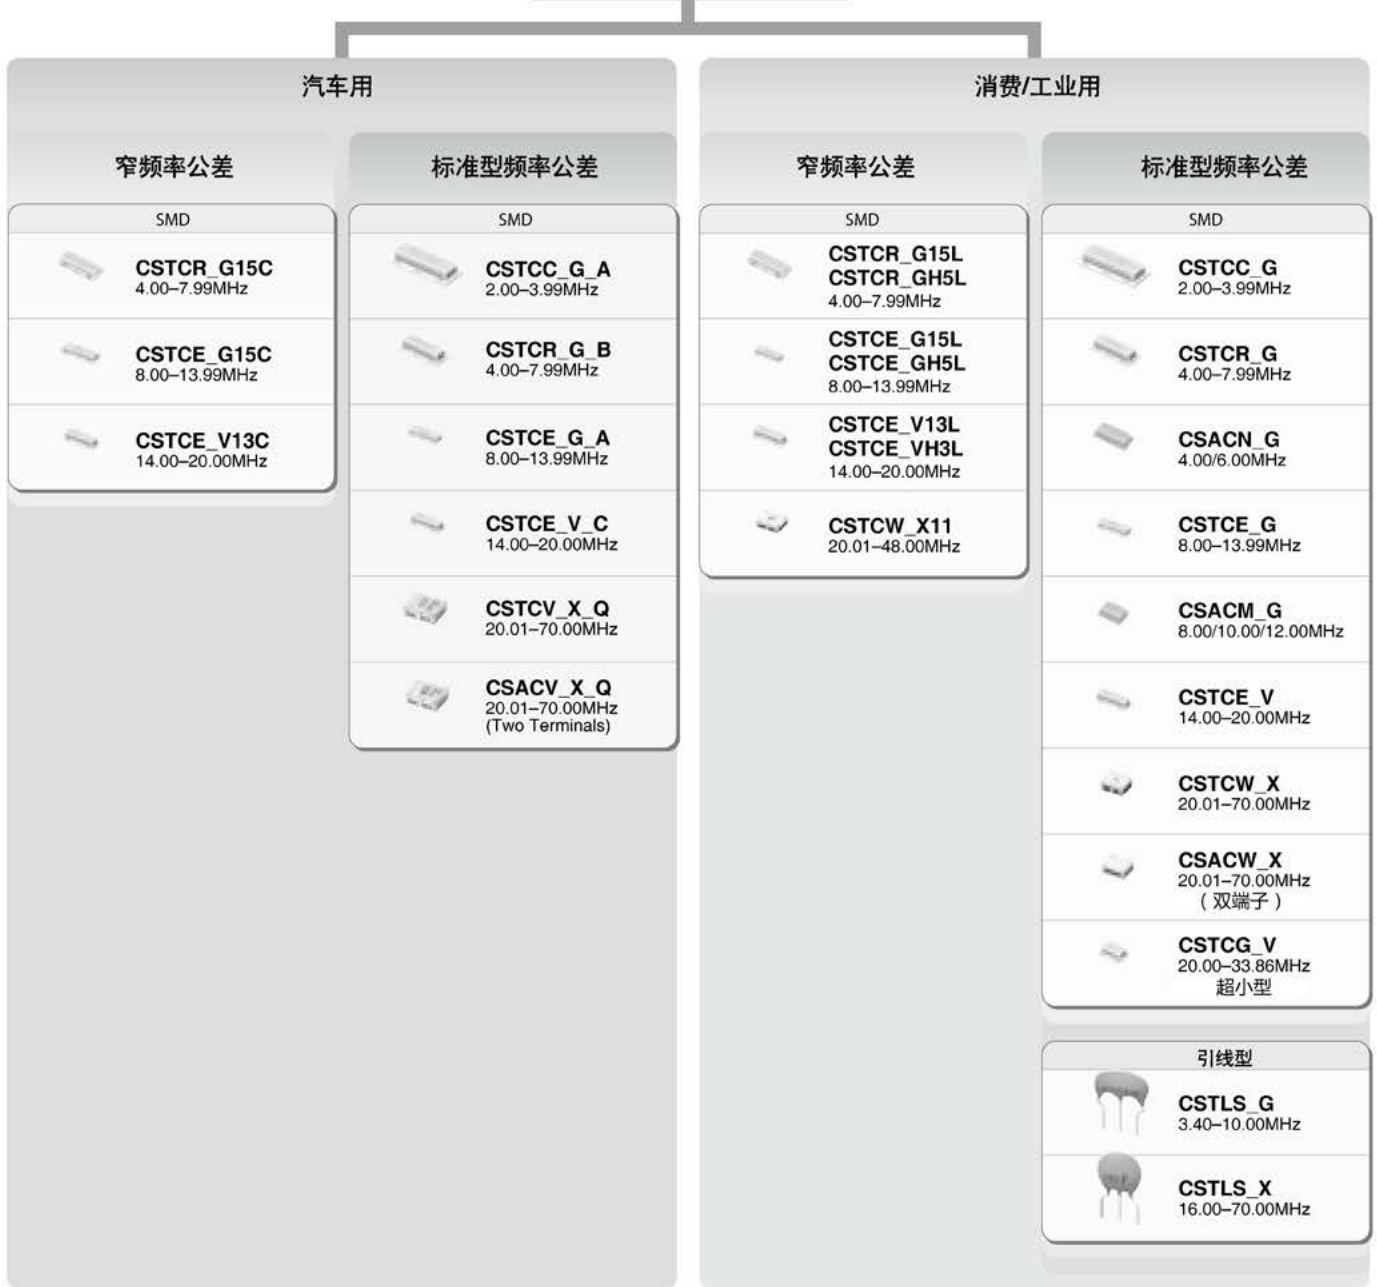 汽车用
窄频率公差
SMD
CSTCR_G15C
4.00–7.99MHz
CSTCE_G15C
8.00–13.99MHz
CSTCE_V13C
14.00–20.00MHz
标准型频率公差
SMD
CSTCC_G_A
2.00–3.99MHz
CSTCR_G_B
4.00–7.99MHz
CSTCE_G_A
8.00–13.99MHz
CSTCE_V_C
14.00–20.00MHz
CSTCV_X_Q
20.01–70.00MHz
CSACV_X_Q
20.01–70.00MHz
(Two Terminals)
消费/工业用
窄频率公差
SMD
CSTCR_G15L
CSTCR_GH5L
4.00–7.99MHz
CSTCE_G15L
CSTCE_GH5L
8.00–13.99MHz
CSTCE_V13L
CSTCE_VH3L
14.00–20.00MHz
CSTCW_X11
20.01–48.00MHz
标准型频率公差
SMD
CSTCC_G
2.00–3.99MHz
CSTCR_G
4.00–7.99MHz
CSACN_G
4.00/6.00MHz
CSTCE_G
8.00–13.99MHz
CSACM_G
8.00/10.00/12.00MHz
CSTCE_V
14.00–20.00MHz
CSTCW_X
20.01–70.00MHz
CSACW_X
20.01–70.00MHz
（双端子）
CSTCG_V
20.00–33.86MHz
超小型
引线型
CSTLS_G
3.40–10.00MHz
CSTLS_X
16.00–70.00MHz